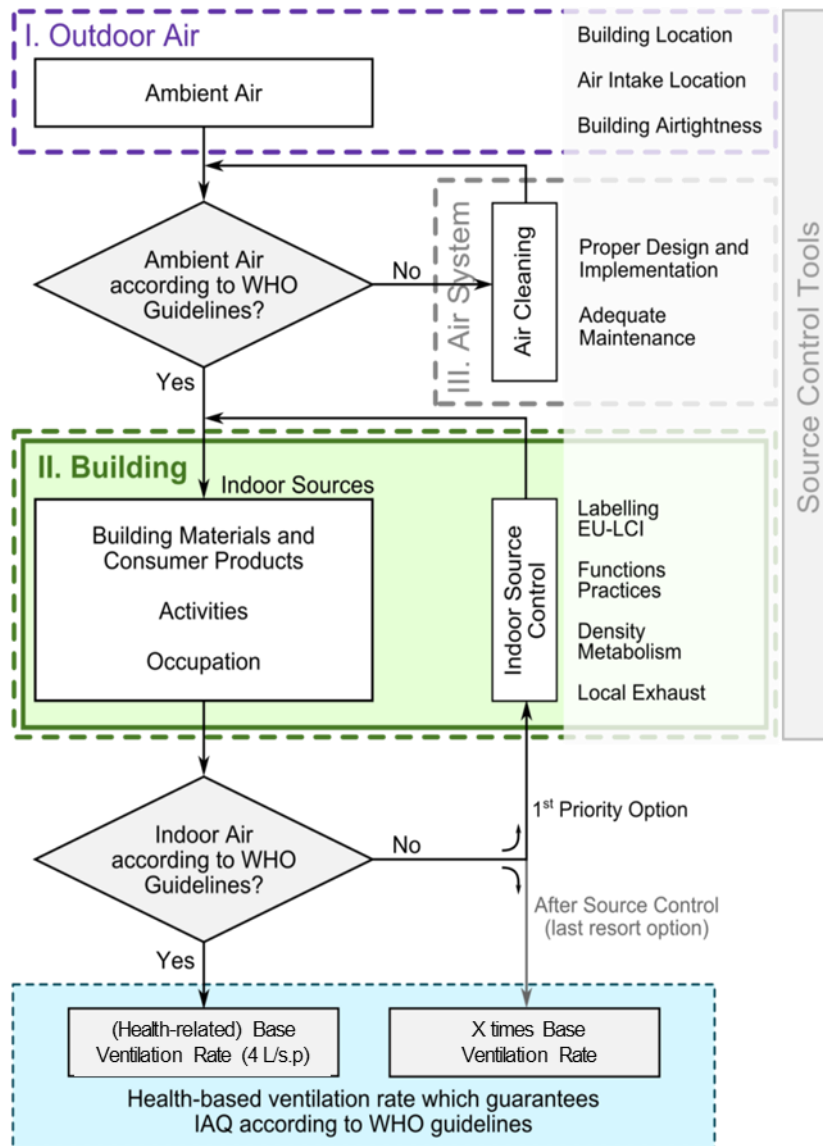 I. Outdoor Air
Ambient Air
Building Location
Air Intake Location
Building Airtightness
Source Control Tools
Ambient Air
according to WHO
Guidelines?
No
Yes
III. Air System
Air Cleaning
Proper Design and
Implementation
Adequate
Maintenance
II. Building
Indoor Sources
Building Materials and
Consumer Products
Activities
Occupation
Indoor Source
Control
Labelling
EU-LCI
Functions
Practices
Density
Metabolism
Local Exhaust
Indoor Air
according to WHO
Guidelines?
No
1st Priority Option
After Source Control
(last resort option)
Yes
(Health-related) Base
Ventilation Rate (4 L/s.p)
X times Base
Ventilation Rate
Health-based ventilation rate which guarantees
IAQ according to WHO guidelines